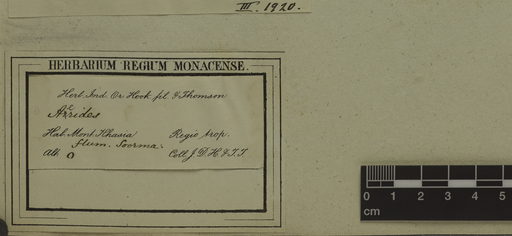 III. 1920.
HERBARIUM REGIUM MONACENSE.
Herb. Ind. Or. Hook. fil. & Thomson
Hab. Mont. Khasia Regio trop.
flum. Soorma.
Alt. 0 Coll. J. D. H. & T. T.
0 1 2 3 4 5
cm